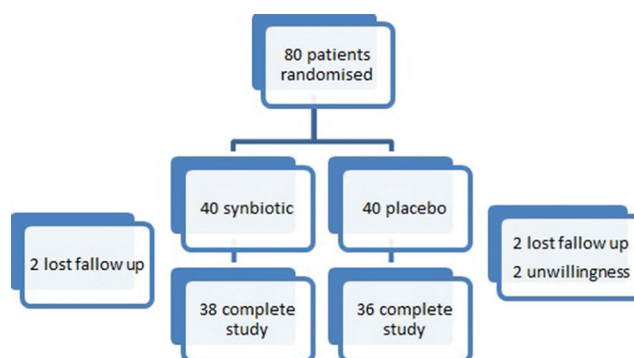 80 patients
randomised
40 synbiotic
40 placebo
2 lost fallow up
2 lost fallow up
2 unwillingness
38 complete
study
36 complete
study